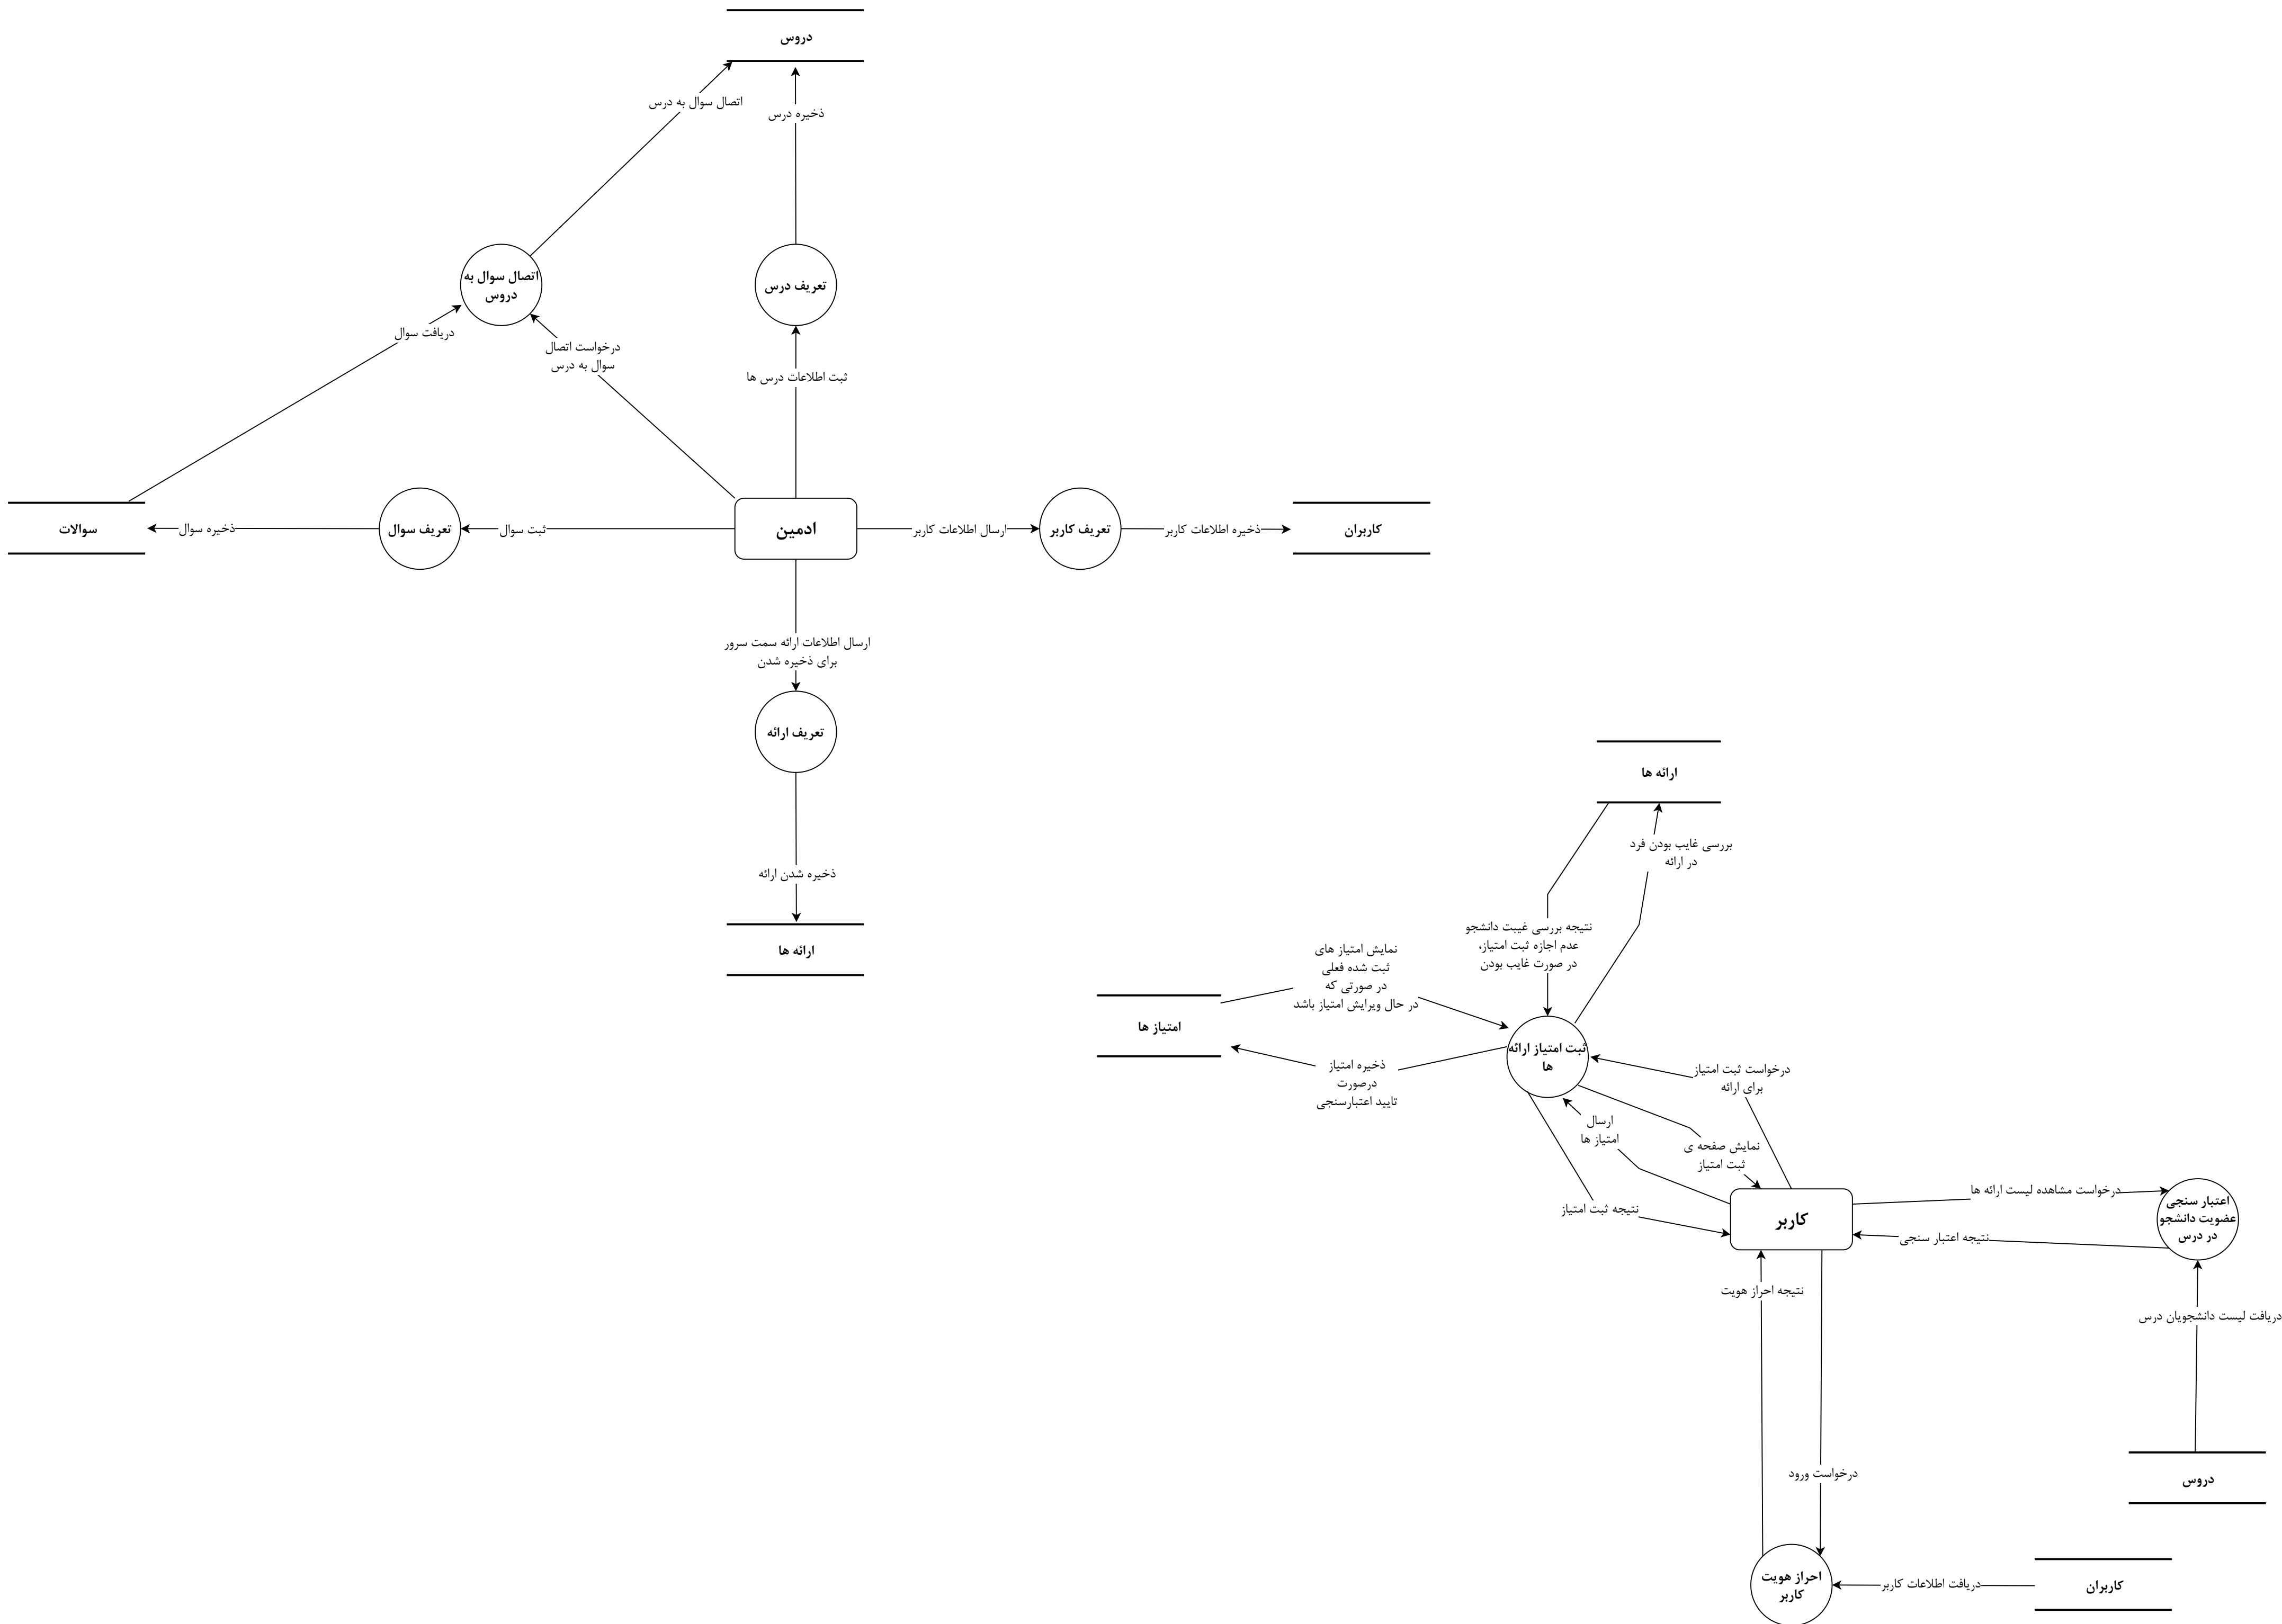 دروس
اتصال سوال به درس
ذخیره درس
اتصال سوال به
دروس
تعریف درس
دریافت سوال
درخواست اتصال
سوال به درس
ثبت اطلاعات درس ها
سوالات
ذخیره سوال
تعریف سوال
ثبت سوال
ادمین
ارسال اطلاعات کاربر
تعریف کاربر
ذخیره اطلاعات کاربر
کاربران
ارسال اطلاعات ارائه سمت سرور
برای ذخیره شدن
تعریف ارائه
ذخیره شدن ارائه
ارائه ها
ارائه ها
بررسی غایب بودن فرد
در ارائه
نتیجه بررسی غیبت دانشجو
عدم اجازه ثبت امتیاز،
در صورت غایب بودن
نمایش امتیاز های
ثبت شده فعلی
در صورتی که
در حال ویرایش امتیاز باشد
امتیاز ها
ذخیره امتیاز
درصورت
تایید اعتبارسنجی
ثبت امتیاز ارائه
ها
درخواست ثبت امتیاز
برای ارائه
ارسال
امتیاز ها
نمایش صفحه ی
ثبت امتیاز
نتیجه ثبت امتیاز
کاربر
درخواست مشاهده لیست ارائه ها
اعتبار سنجی
عضویت دانشجو
در درس
نتیجه اعتبار سنجی
نتیجه احراز هویت
دریافت لیست دانشجویان درس
درخواست ورود
دروس
احراز هویت
کاربر
دریافت اطلاعات کاربر
کاربران